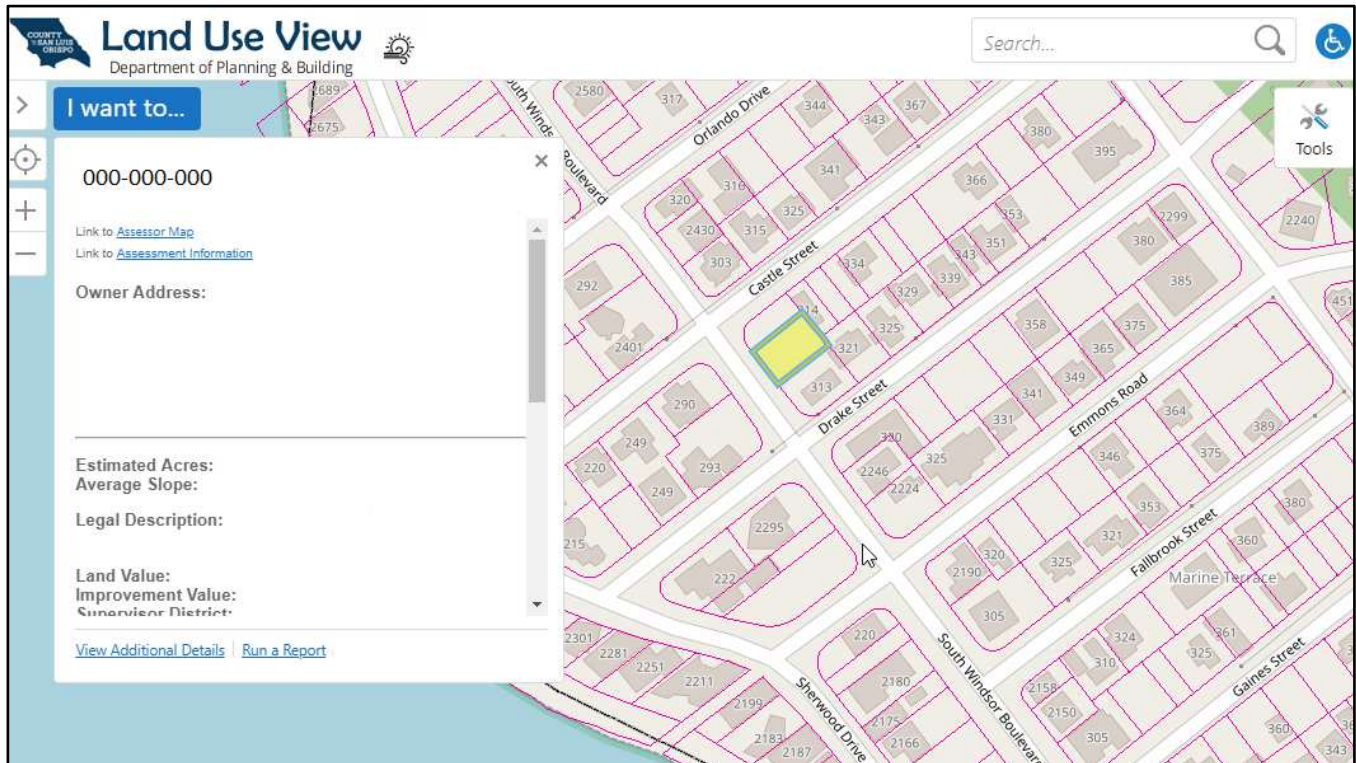 COUNTY
OF SAN LUIS
OBISPO
Land Use View
Department of Planning & Building
Search...
I want to...
Tools
000-000-000
Link to Assessor Map
Link to Assessment Information
Owner Address:
Estimated Acres:
Average Slope:
Legal Description:
Land Value:
Improvement Value:
Supervisor District:
View Additional Details
Run a Report
2689
2675
South Windsor Boulevard
2580
317
Orlando Drive
344
343
367
380
395
320
316
341
325
2430
315
303
366
353
351
343
339
329
2299
2240
380
385
451
Castle Street
334
314
292
2401
325
321
313
358
375
365
349
341
331
Drake Street
Emmons Road
290
249
293
220
249
215
320
325
2246
2224
364
389
346
375
353
380
2295
222
2190
320
325
321
360
Fallbrook Street
Marine Terrace
305
2301
2281
2251
2211
2199
2183
2187
220
2180
2175
2166
Sherwood Drive
South Windsor Boulevard
324
310
361
325
2158
2150
305
Gaines Street
360
343